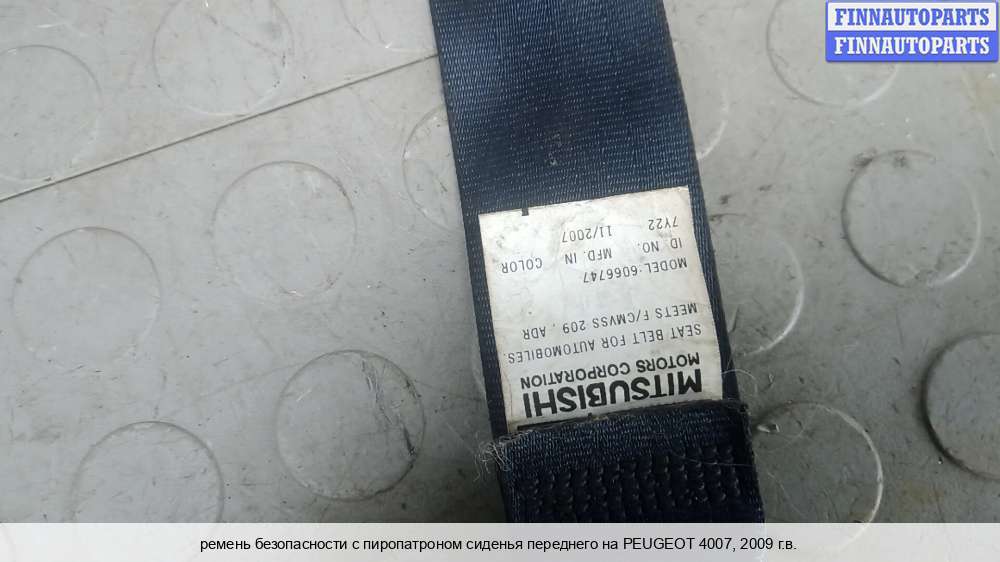 FINNAUTOPARTS
FINNAUTOPARTS
MITSUBISHI
MOTORS CORPORATION
SEAT BELT FOR AUTOMOBILES.
MEETS F/CMVSS 209 , ADR
MODEL:6066747
ID NO. MFD. IN COLOR
7Y22 11/2007
ремень безопасности с пиропатроном сиденья переднего на PEUGEOT 4007, 2009 г.в.